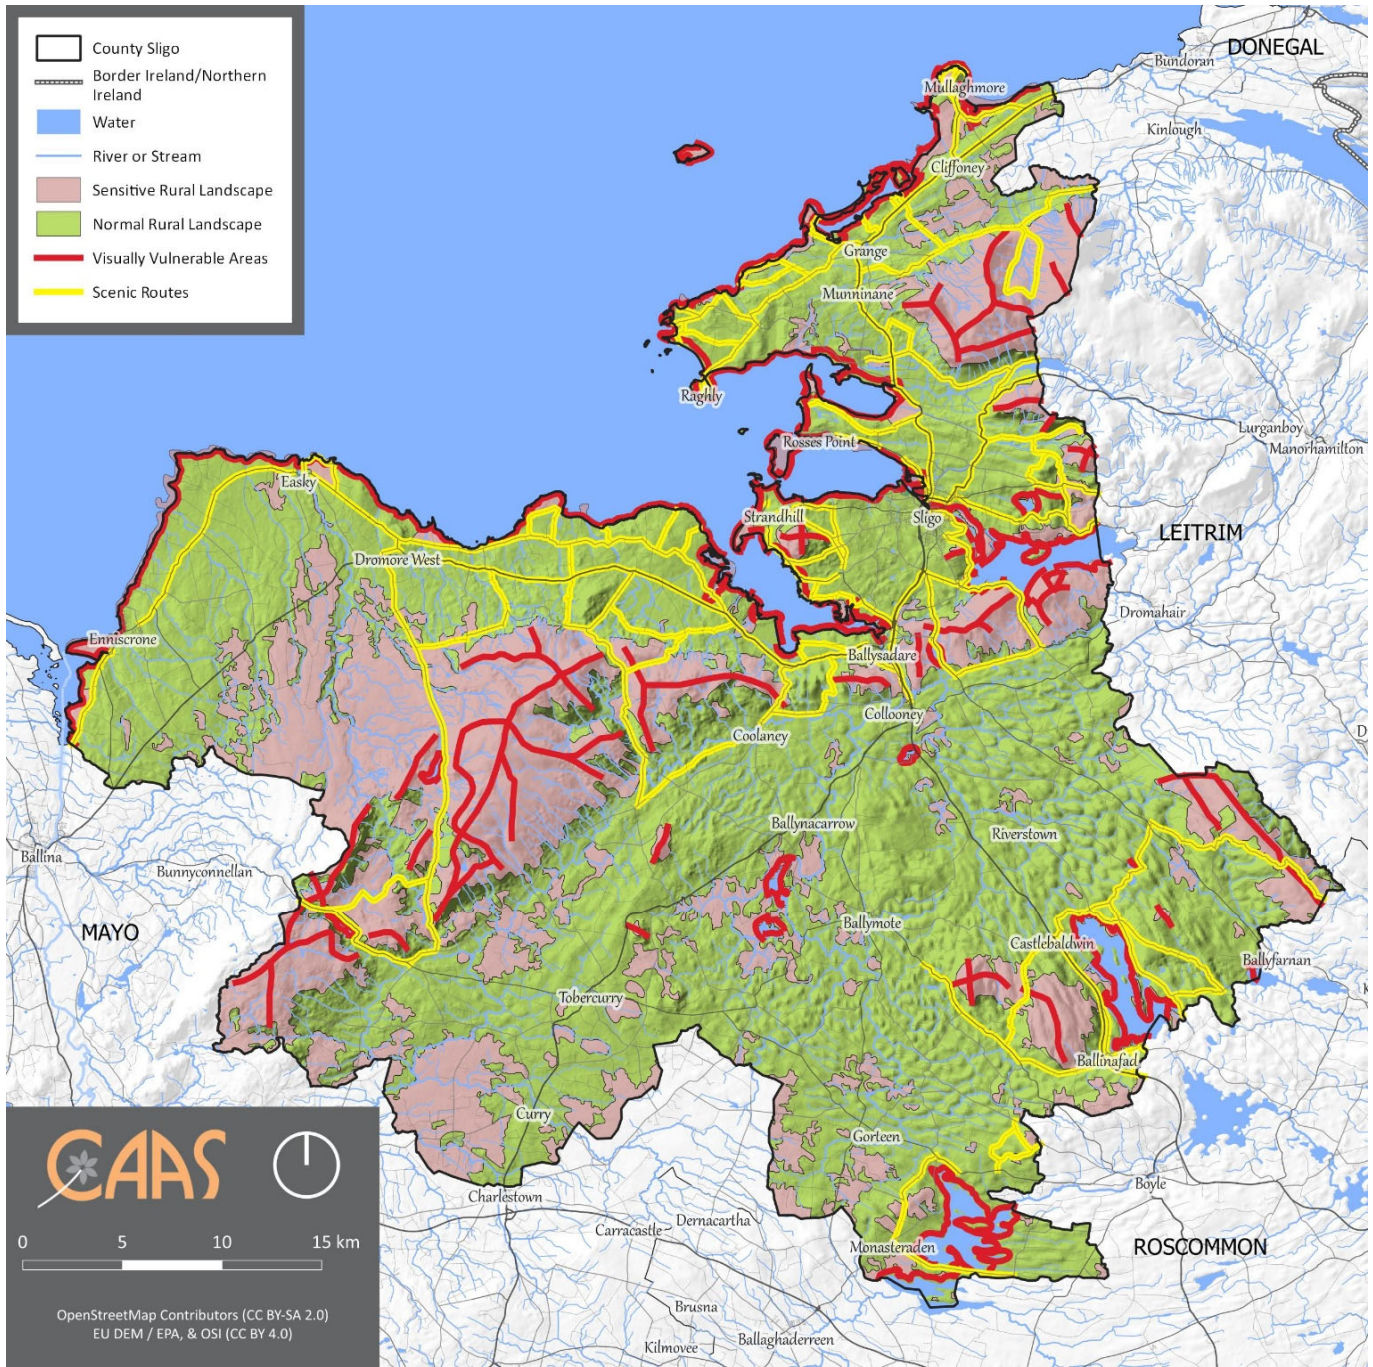 County Sligo
Border Ireland/Northern
Ireland
Water
River or Stream
Sensitive Rural Landscape
Normal Rural Landscape
Visually Vulnerable Areas
Scenic Routes
DONEGAL
Bundoran
Mullaghmore
Kinlough
Cliffoney
Grange
Munninane
Raghly
Lurganboy
Manorhamilton
Rosses Point
Easky
Strandhill
Sligo
LEITRIM
Dromore West
Dromahair
Enniscrone
Ballysadare
Collooney
Coolaney
D
Ballynacarrow
Riverstown
Ballina
Bunnyconnellan
MAYO
Ballymote
Castlebaldwin
Ballyfarnan
K
Tobercurry
Ballinafad
Curry
Gorteen
Boyle
Charlestown
Dernacartha
Carracastle
Monasteraden
ROSCOMMON
Brusna
Ballaghaderreen
Kilmovee
CAAS
0 5 10 15 km
OpenStreetMap Contributors (CC BY-SA 2.0)
EU DEM / EPA, & OSI (CC BY 4.0)